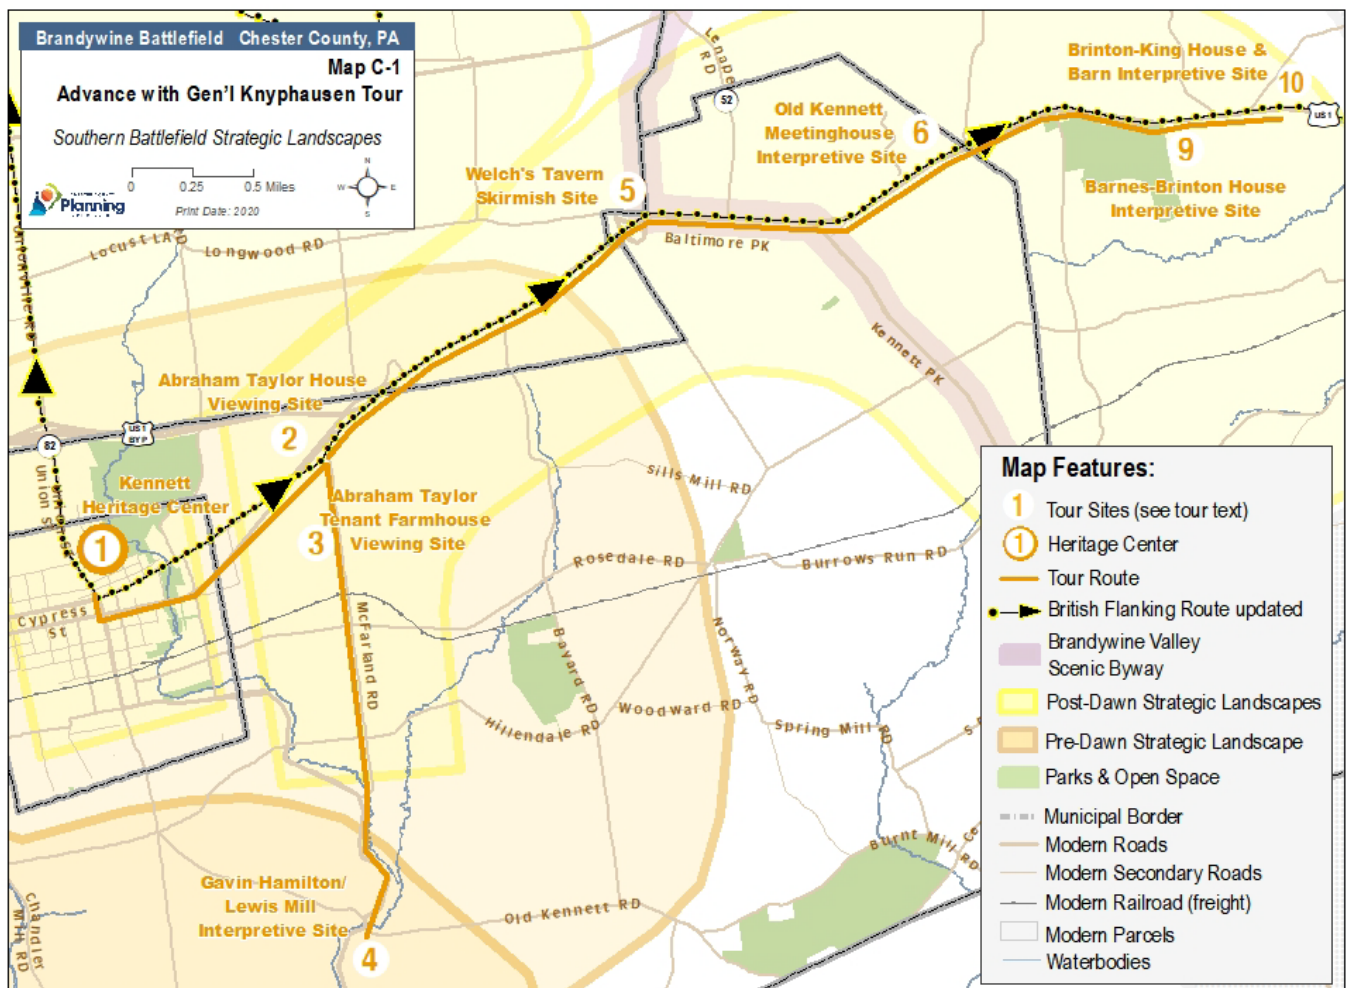 Brandywine Battlefield   Chester County, PA
Map C-1
Advance with Gen'l Knyphausen Tour
Southern Battlefield Strategic Landscapes
0 0.25 0.5 Miles
Planning
Print Date: 2020
N
W E
S
Lenape RD
52
Brinton-King House &
Barn Interpretive Site
10
US 1
Old Kennett
Meetinghouse
Interpretive Site
6
9
Barnes-Brinton House
Interpretive Site
Welch's Tavern
Skirmish Site
5
Baltimore PK
Locust LA
RD
Longwood RD
Kennett PK
Abraham Taylor House
Viewing Site
2
US 1
BYP
82
Union St
Kennett
Heritage Center
1
Abraham Taylor
Tenant Farmhouse
Viewing Site
3
Sills Mill RD
Rosedale RD
Burrows Run RD
Cypress
St
McFarland RD
Bayard RD
Norway RD
Hillendale RD
Woodward RD
Spring Mill RD
Burnt Mill RD
Gavin Hamilton/
Lewis Mill
Interpretive Site
4
Old Kennett RD
Chandler
Mill RD
Map Features:
1 Tour Sites (see tour text)
1 Heritage Center
Tour Route
British Flanking Route updated
Brandywine Valley
Scenic Byway
Post-Dawn Strategic Landscapes
Pre-Dawn Strategic Landscape
Parks & Open Space
Municipal Border
Modern Roads
Modern Secondary Roads
Modern Railroad (freight)
Modern Parcels
Waterbodies